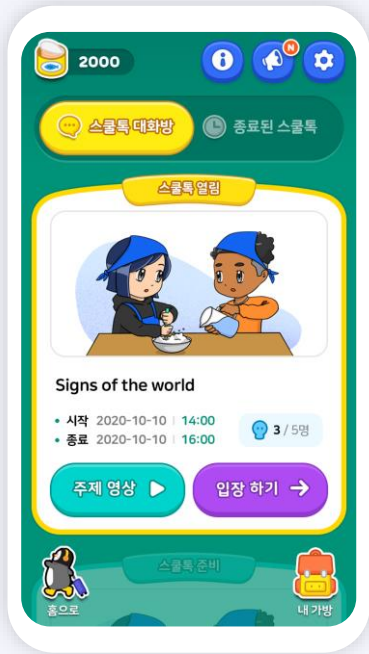 2000
N
스쿨톡 대화방
종료된 스쿨톡
스쿨톡 열림
Signs of the world
• 시작 2020-10-10 | 14:00
• 종료 2020-10-10 | 16:00
3 / 5명
주제 영상
입장 하기
스쿨톡 준비
홈으로
내 가방